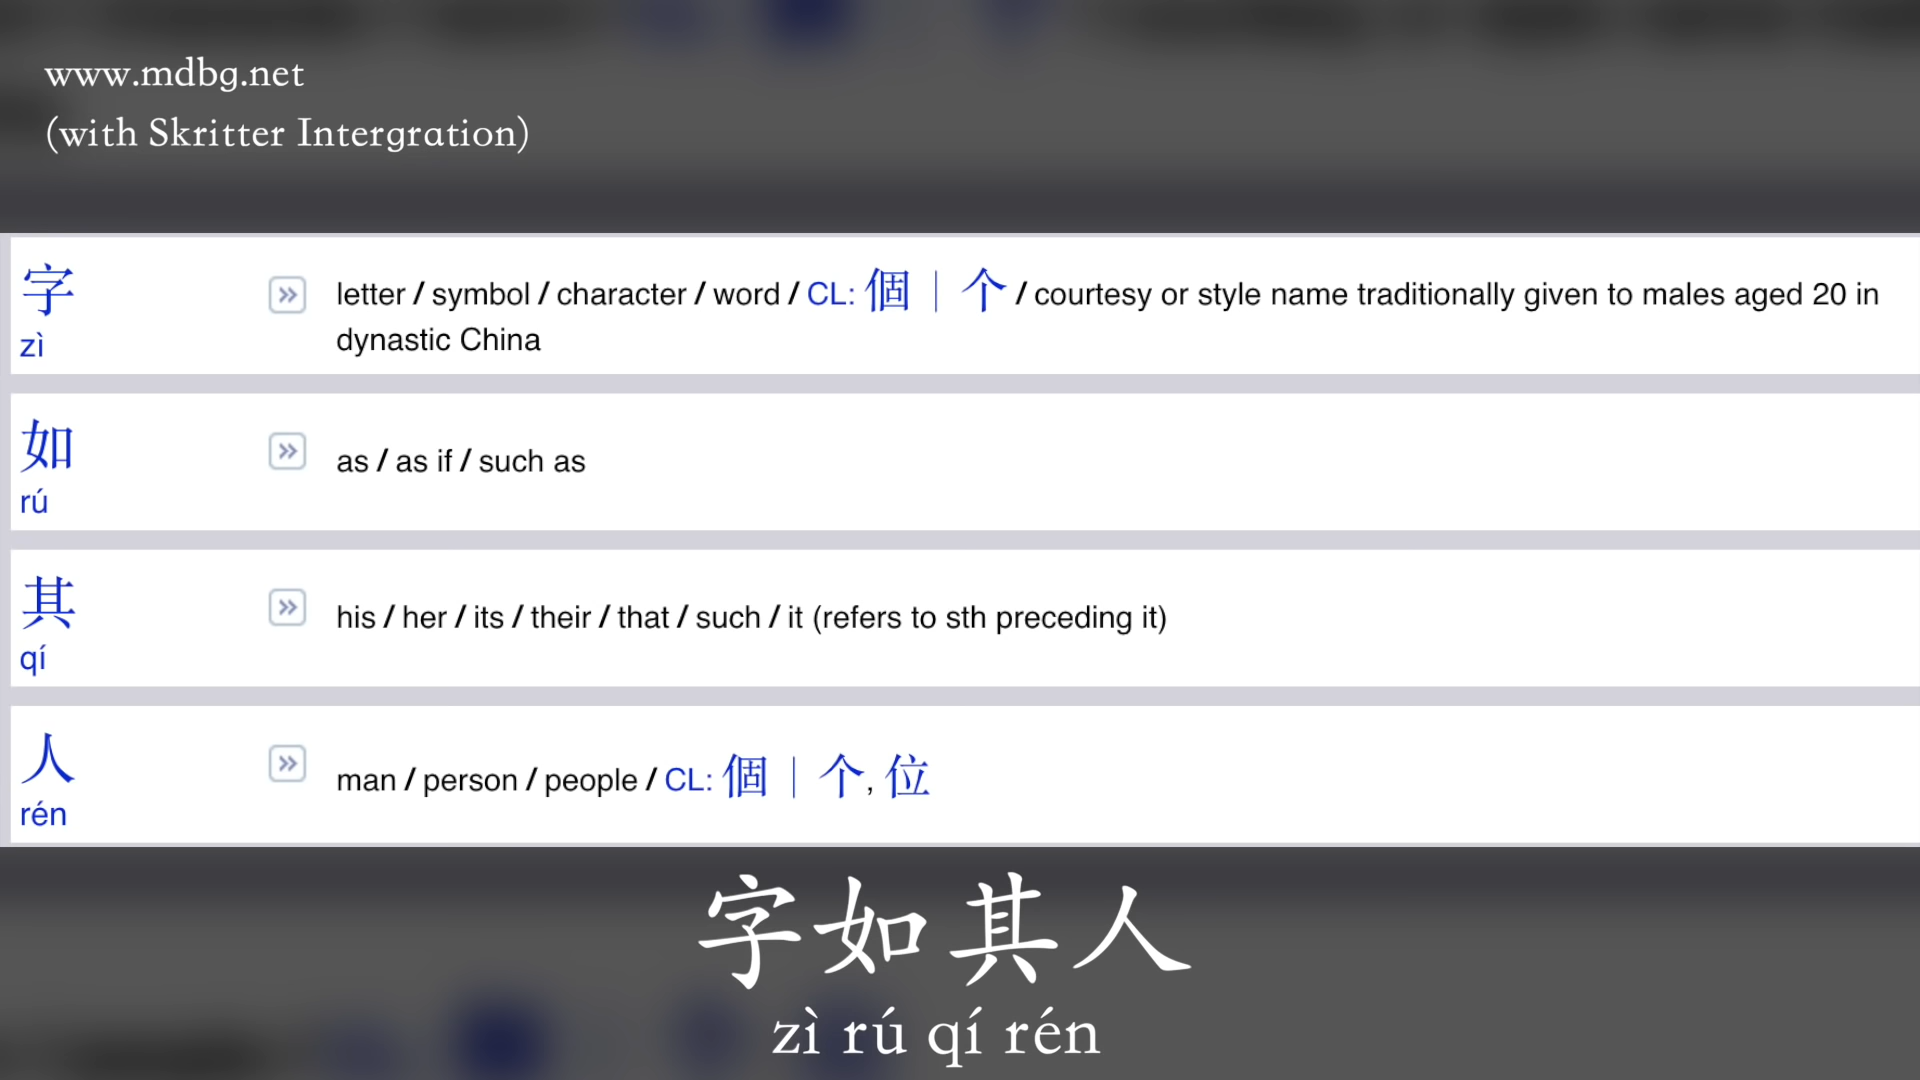 www.mdbg.net
(with Skritter Intergration)
字
zì
letter / symbol / character / word / CL: 個 | 个 / courtesy or style name traditionally given to males aged 20 in
dynastic China
如
rú
as / as if / such as
其
qí
his / her / its / their / that / such / it (refers to sth preceding it)
人
rén
man / person / people / CL: 個 | 个, 位
字如其人
zì rú qí rén